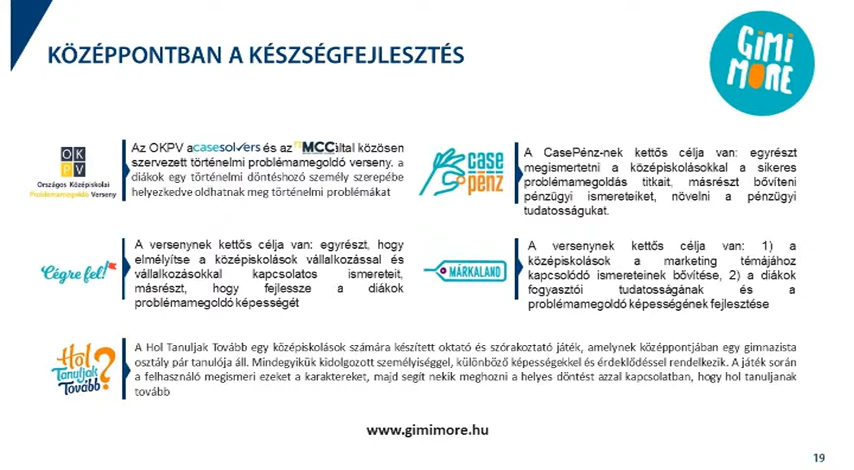 KÖZÉPPONTBAN A KÉSZSÉGFEJLESZTÉS
GiMi
MORE
OK
PV
Országos Középiskolai
Problémamegoldó Verseny
Az OKPV a casesolvers és az MCC által közösen
szervezett történelmi problémamegoldó verseny. a
diákok egy történelmi döntéshozó személy szerepébe
helyezkedve oldhatnak meg történelmi problémákat
case
pénz
A CasePénz-nek kettős célja van: egyrészt
megismertetni a középiskolásokkal a sikeres
problémamegoldás titkait, másrészt bővíteni
pénzügyi ismereteiket, növelni a pénzügyi
tudatosságukat.
Cégre fel!
A versenynek kettős célja van: egyrészt, hogy
elmélyítse a középiskolások vállalkozással és
vállalkozásokkal kapcsolatos ismereteit,
másrészt, hogy fejlessze a diákok
problémamegoldó képességét
MÁRKALAND
A versenynek kettős célja van: 1) a
középiskolások a marketing témájához
kapcsolódó ismereteinek bővítése, 2) a diákok
fogyasztói tudatosságának és a
problémamegoldó képességének fejlesztése
Hol
Tanuljak
Tovább?
A Hol Tanuljak Tovább egy középiskolások számára készített oktató és szórakoztató játék, amelynek középpontjában egy gimnazista
osztály pár tanulója áll. Mindegyikük kidolgozott személyiséggel, különböző képességekkel és érdeklődéssel rendelkezik. A játék során
a felhasználó megismeri ezeket a karaktereket, majd segít nekik meghozni a helyes döntést azzal kapcsolatban, hogy hol tanuljanak
tovább
www.gimimore.hu
19